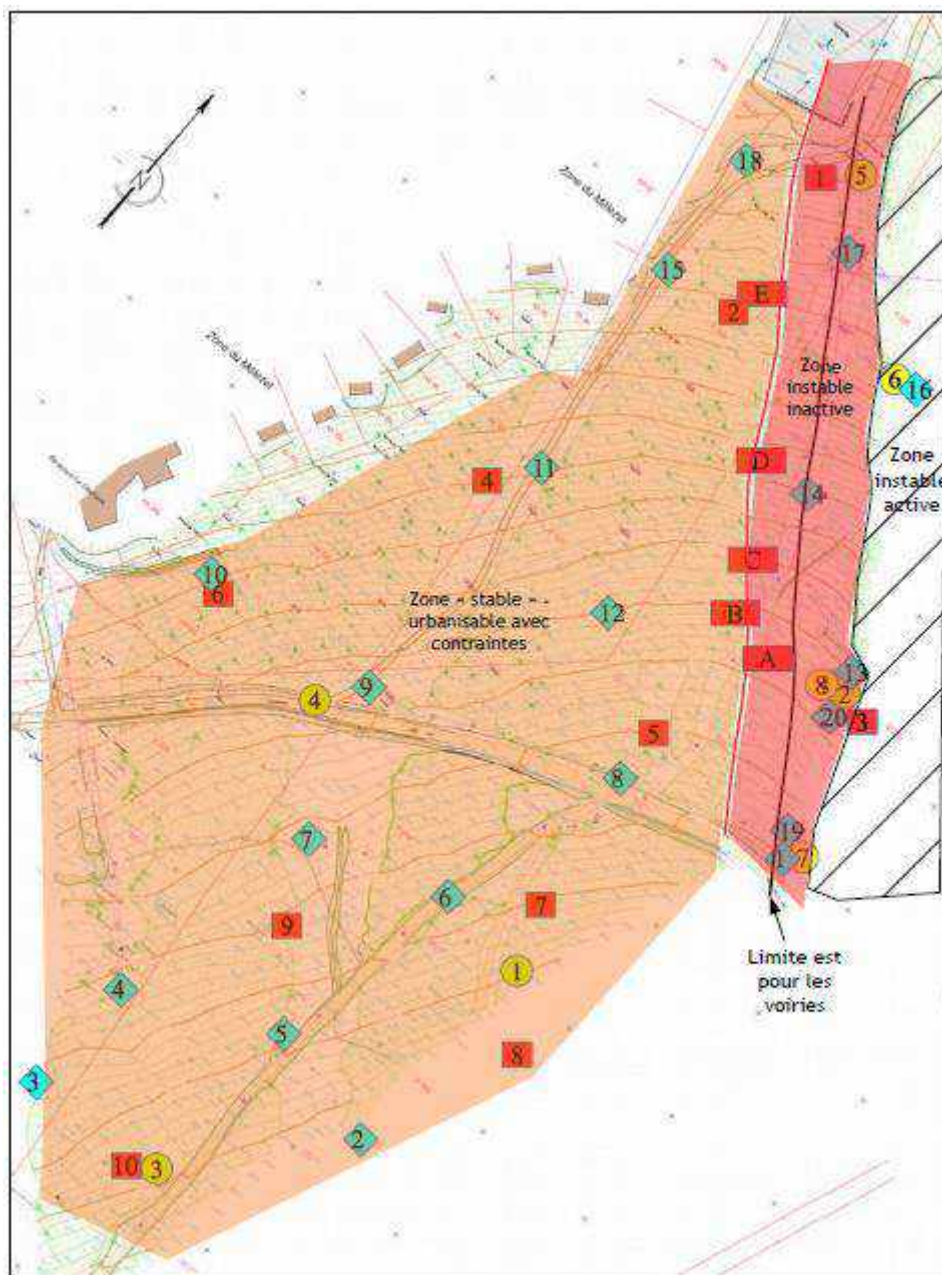 N
18
1
5
Zone du Mélezet
17
15
E
2
Zone du Mélezet
Zone
instable
inactive
6
16
4
11
D
Zone
instable
active
14
10
6
C
Zone « stable » -
urbanisable avec
contraintes
12
B
A
9
4
13
8
2
20
3
5
8
19
1
7
7
6
9
7
1
Limite est
pour les
voiries
4
5
8
3
2
10
3